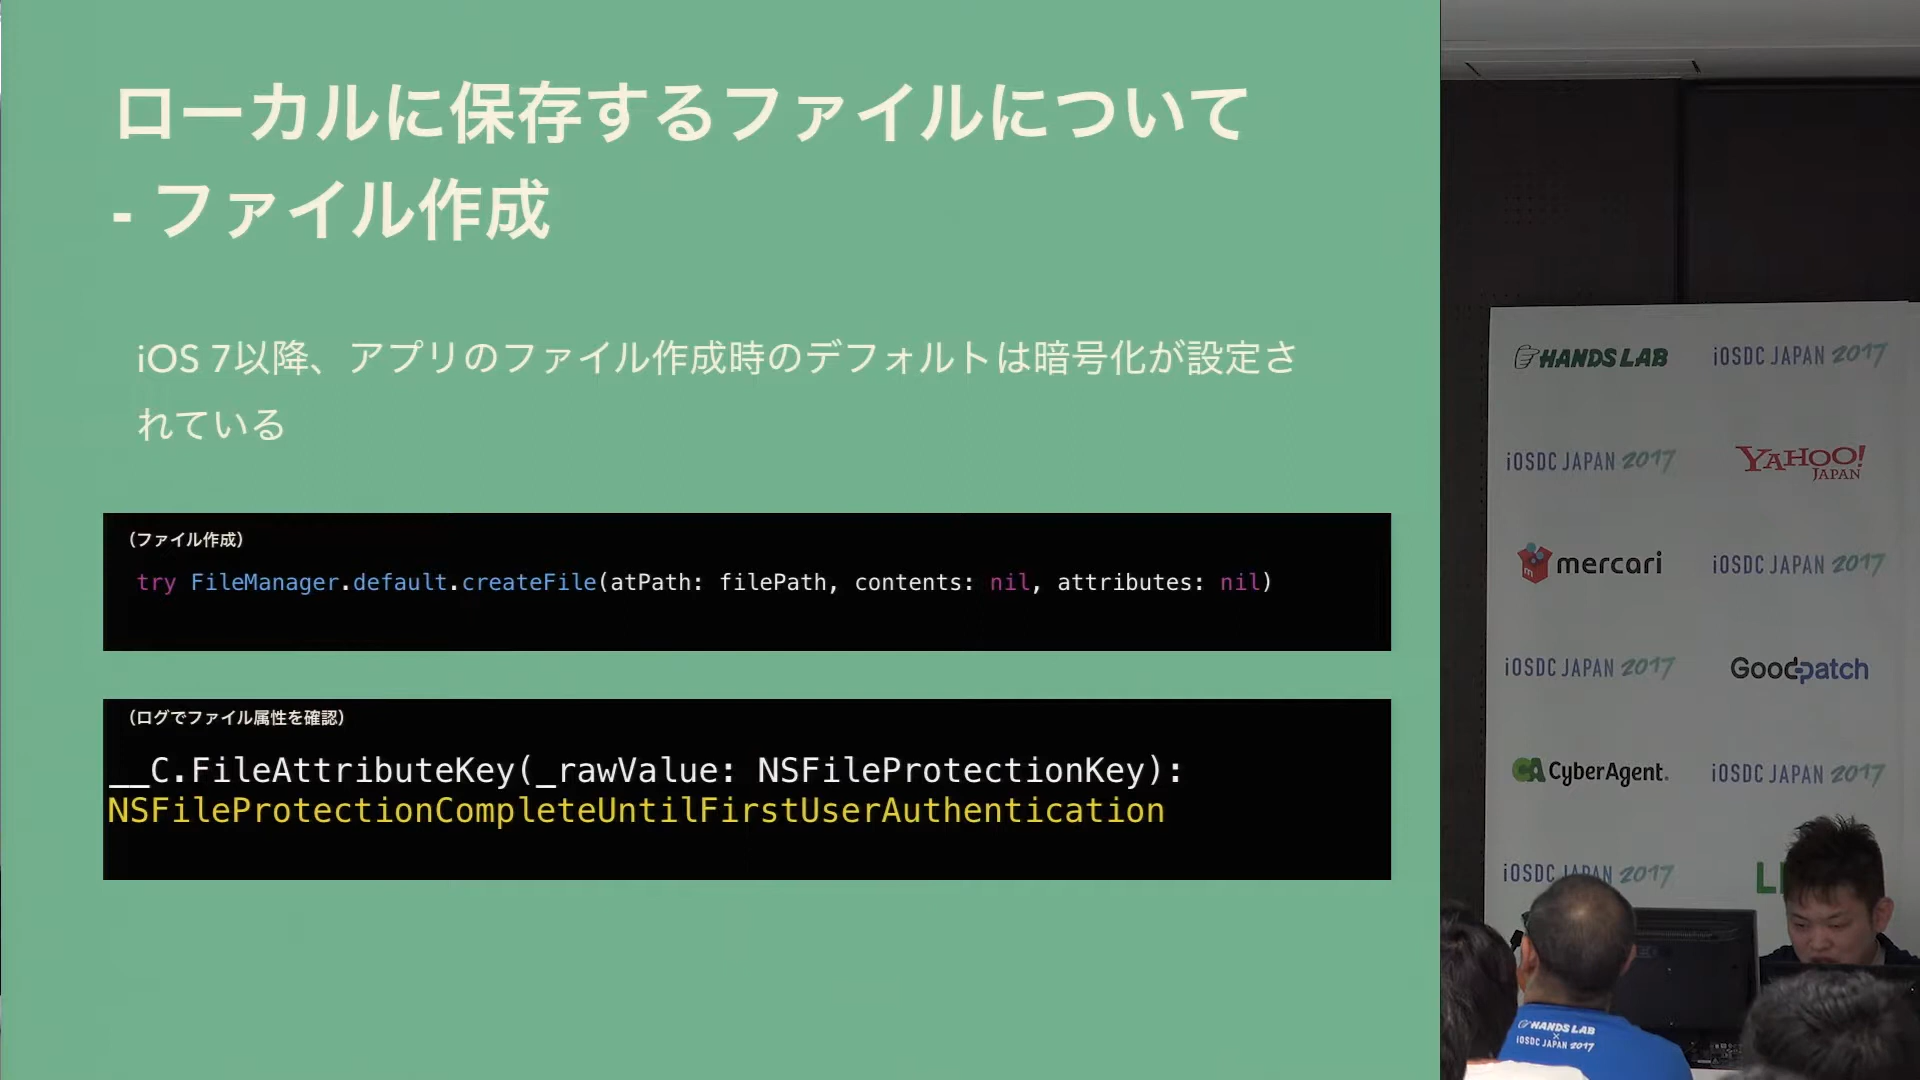 ローカルに保存するファイルについて
- ファイル作成
iOS 7以降、アプリのファイル作成時のデフォルトは暗号化が設定さ
れている
（ファイル作成）
try FileManager.default.createFile(atPath: filePath, contents: nil, attributes: nil)
（ログでファイル属性を確認）
__C.FileAttributeKey(_rawValue: NSFileProtectionKey):
NSFileProtectionCompleteUntilFirstUserAuthentication
HANDS LAB
iOSDC JAPAN 2017
iOSDC JAPAN 2017
YAHOO!
JAPAN
mercari
iOSDC JAPAN 2017
iOSDC JAPAN 2017
Goodpatch
CyberAgent.
iOSDC JAPAN 2017
iOSDC JAPAN 2017
HANDS LAB
×
iOSDC JAPAN 2017